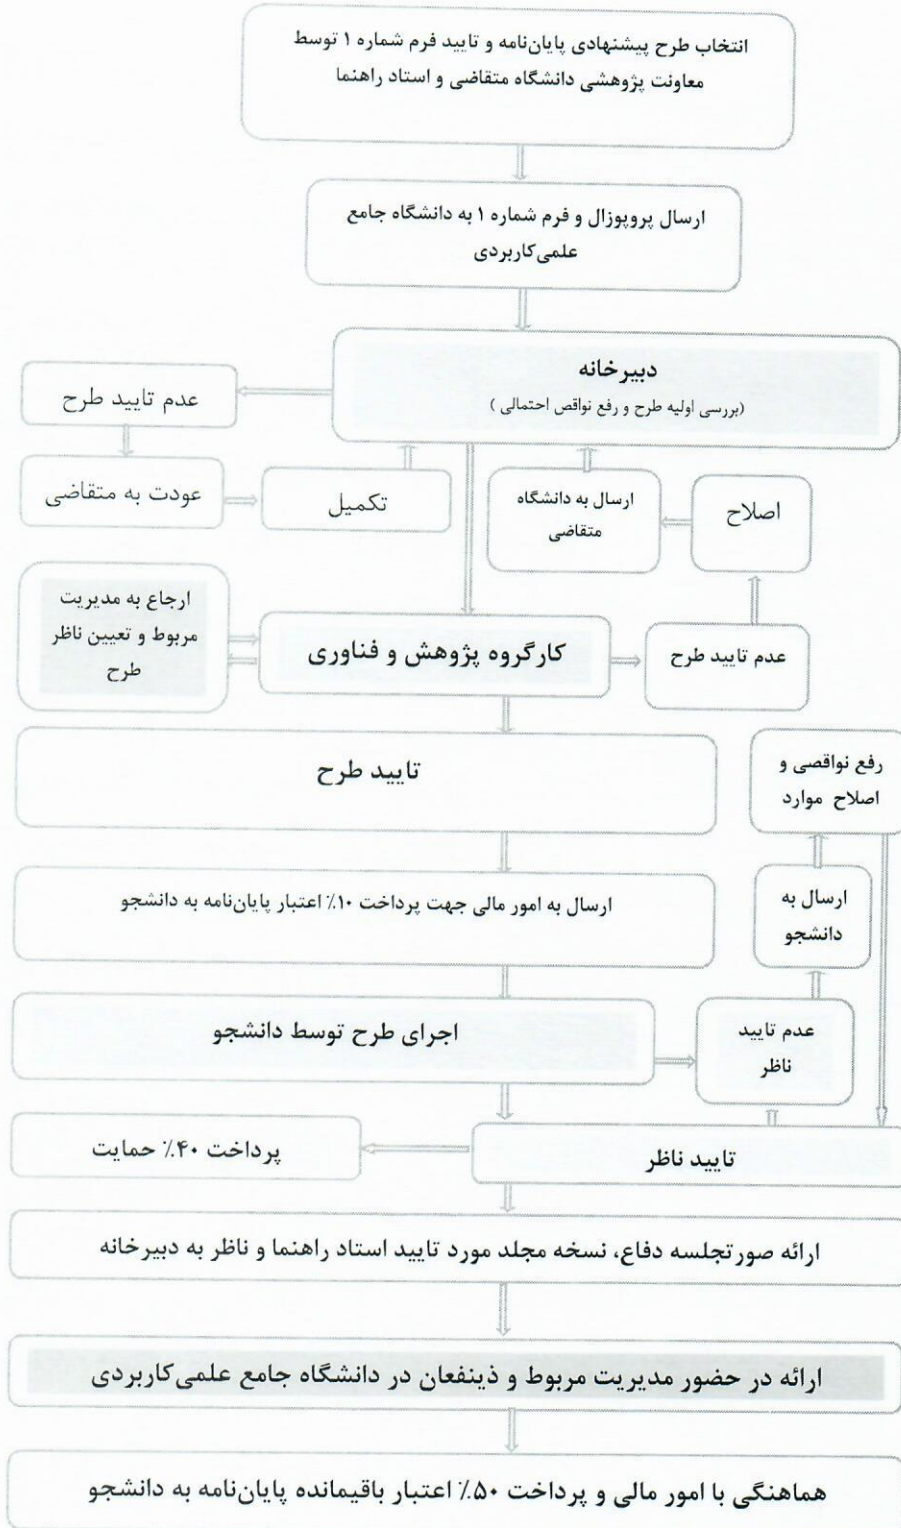 انتخاب طرح پیشنهادی پایان‌نامه و تایید فرم شماره ۱ توسط
معاونت پژوهشی دانشگاه متقاضی و استاد راهنما
ارسال پروپوزال و فرم شماره ۱ به دانشگاه جامع
علمی‌کاربردی
دبیرخانه
(بررسی اولیه طرح و رفع نواقص احتمالی )
عدم تایید طرح
عودت به متقاضی
تکمیل
ارسال به دانشگاه
متقاضی
اصلاح
ارجاع به مدیریت
مربوط و تعیین ناظر
طرح
کارگروه پژوهش و فناوری
عدم تایید طرح
تایید طرح
رفع نواقصی و
اصلاح موارد
ارسال به امور مالی جهت پرداخت ۱۰٪ اعتبار پایان‌نامه به دانشجو
ارسال به
دانشجو
اجرای طرح توسط دانشجو
عدم تایید
ناظر
تایید ناظر
پرداخت ۴۰٪ حمایت
ارائه صورتجلسه دفاع، نسخه مجلد مورد تایید استاد راهنما و ناظر به دبیرخانه
ارائه در حضور مدیریت مربوط و ذینفعان در دانشگاه جامع علمی‌کاربردی
هماهنگی با امور مالی و پرداخت ۵۰٪ اعتبار باقیمانده پایان‌نامه به دانشجو